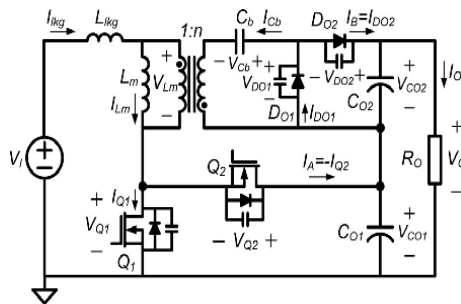 I_lkg L_lkg 1:n C_b I_Cb D_O2 I_B=I_DO2
L_m + V_Lm - - V_Cb + + V_DO1 - - V_DO2 + + V_CO2 - I_O
I_Lm D_O1 I_DO1 C_O2
V_I + - Q_2 I_A=-I_Q2 R_O + V_O -
+ V_Q1 - I_Q1 - V_Q2 + C_O1 + V_CO1 -
Q_1